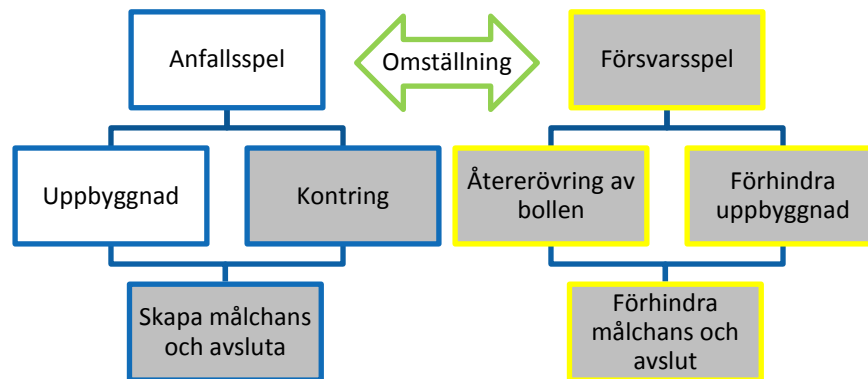 Anfallsspel
Omställning
Försvarsspel
Uppbyggnad
Kontring
Återerövring av
bollen
Förhindra
uppbyggnad
Skapa målchans
och avsluta
Förhindra
målchans och
avslut